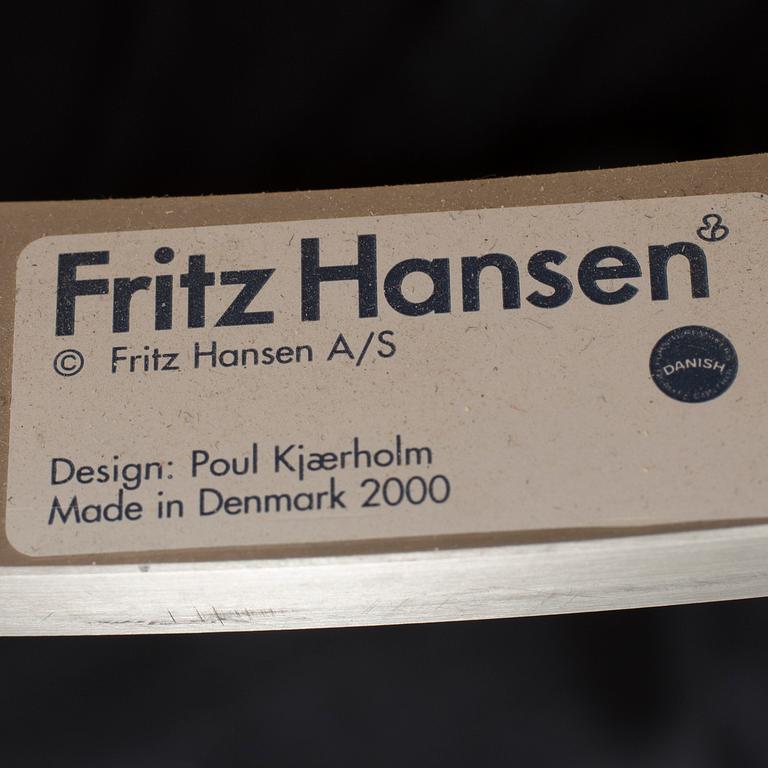 Fritz Hansen
© Fritz Hansen A/S
DANISH
Design: Poul Kjærholm
Made in Denmark 2000